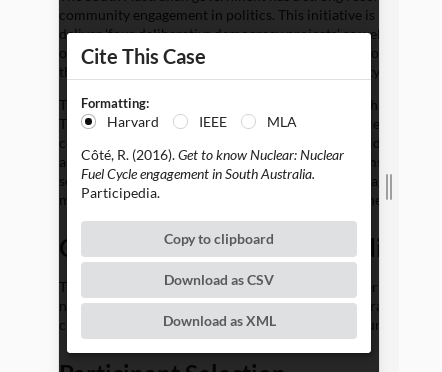 community engagement in politics. This initiative is
Cite This Case
Formatting:
Harvard IEEE MLA
Côté, R. (2016). Get to know Nuclear: Nuclear
Fuel Cycle engagement in South Australia.
Participedia.
Copy to clipboard
Download as CSV
Download as XML
Participant Selection